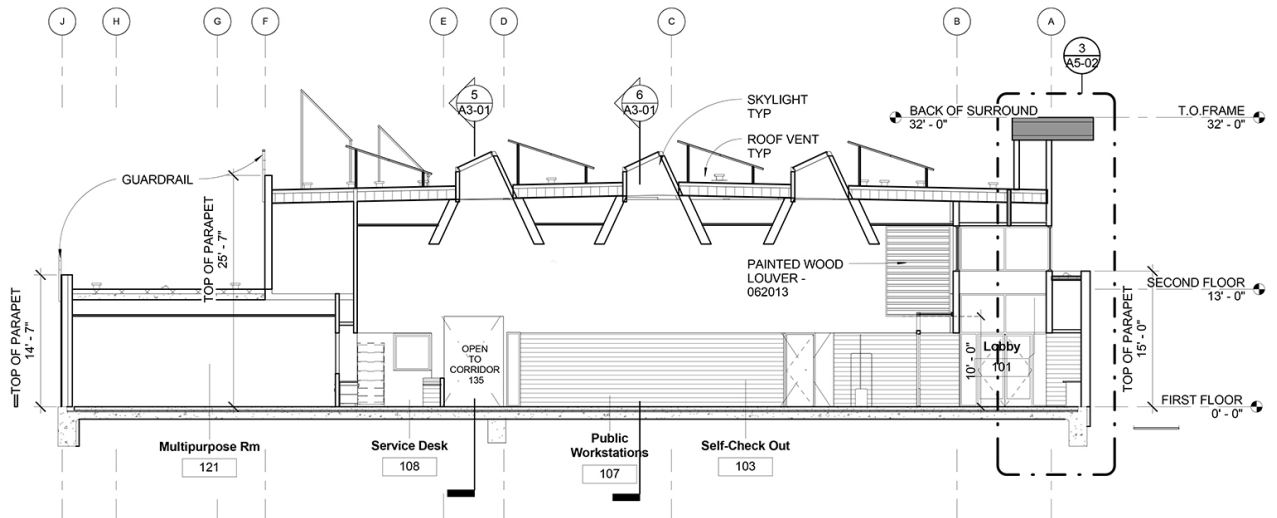 J H G F E D C B A
3
A5-02
5
A3-01
6
A3-01
SKYLIGHT
TYP
BACK OF SURROUND
32' - 0"
T.O.FRAME
32' - 0"
ROOF VENT
TYP
GUARDRAIL
TOP OF PARAPET
25' - 7"
PAINTED WOOD
LOUVER -
062013
SECOND FLOOR
13' - 0"
TOP OF PARAPET
14' - 7"
OPEN
TO
CORRIDOR
135
10' - 0"
Lobby
101
TOP OF PARAPET
15' - 0"
FIRST FLOOR
0' - 0"
Multipurpose Rm
121
Service Desk
108
Public
Workstations
107
Self-Check Out
103